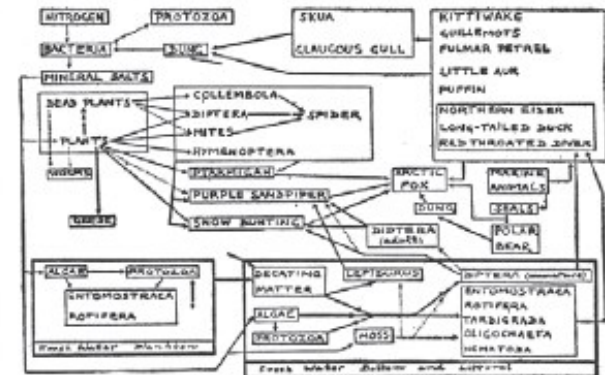 NITROGEN
PROTOZOA
BACTERIA
DUNG
MINERAL SALTS
SKUA
GLAUCOUS GULL
KITTIWAKE
GUILLEMOTS
FULMAR PETREL
LITTLE AUK
PUFFIN
NORTHERN EIDER
LONG-TAILED DUCK
RED THROATED DIVER
DEAD PLANTS
PLANTS
WORMS
GEESE
COLLEMBOLA
DIPTERA
MITES
HYMENOPTERA
SPIDER
PTARMIGAN
PURPLE SANDPIPER
SNOW BUNTING
ARCTIC
FOX
MARINE
ANIMALS
SEALS
DUNG
POLAR
BEAR
DIPTERA
(adult)
ALGAE
PROTOZOA
ENTOMOSTRACA
ROTIFERA
Fresh Water Plankton
DECAYING
MATTER
LEPIDURUS
DIPTERA
ALGAE
PROTOZOA
MOSS
ENTOMOSTRACA
ROTIFERA
TARDIGRADA
OLIGOCHAETA
NEMATODA
Fresh Water Bottom and Littoral